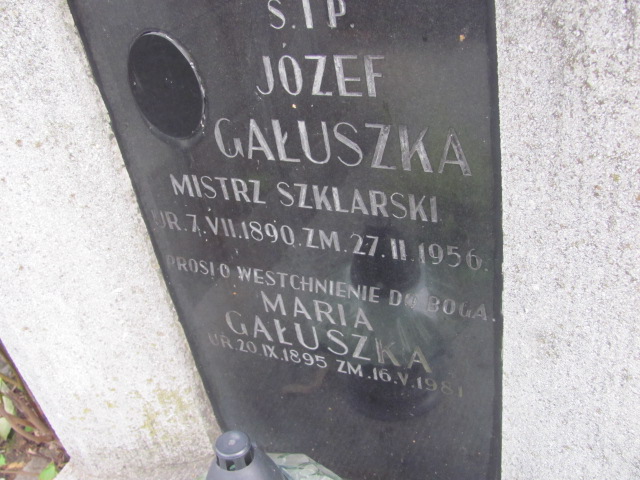 Ś. I P.
JÓZEF
GAŁUSZKA
MISTRZ SZKLARSKI
UR.7.VII.1890.ZM.27.II.1956.
PROSI O WESTCHNIENIE DO BOGA.
MARIA
GAŁUSZKA
UR.20.IX.1895 ZM.16.V.1981